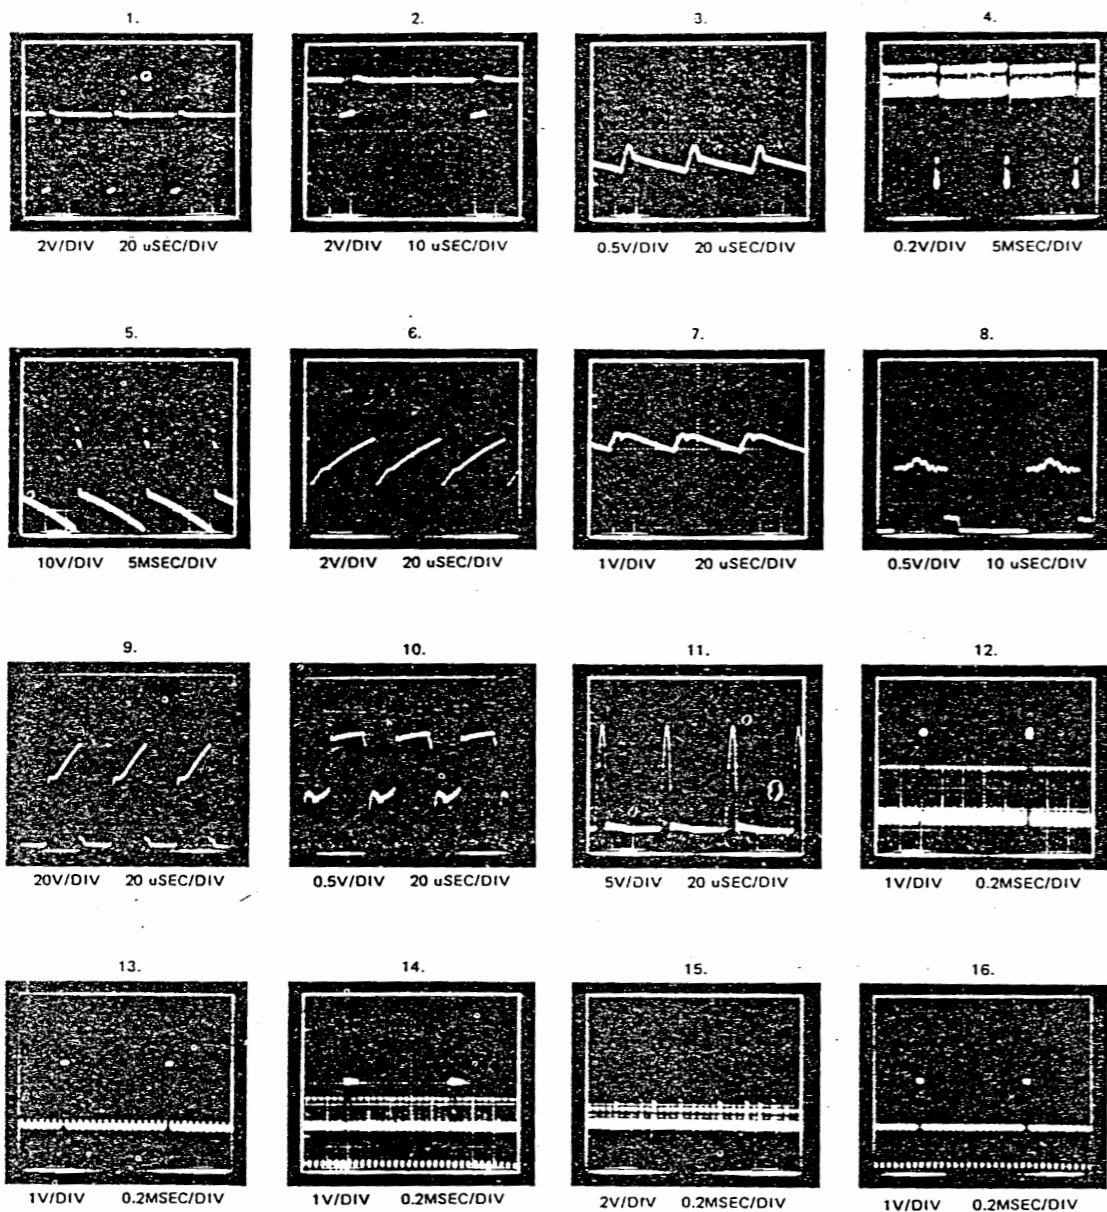 1. 2. 3. 4.
2V/DIV 20 uSEC/DIV 2V/DIV 10 uSEC/DIV 0.5V/DIV 20 uSEC/DIV 0.2V/DIV 5MSEC/DIV
5. 6. 7. 8.
10V/DIV 5MSEC/DIV 2V/DIV 20 uSEC/DIV 1V/DIV 20 uSEC/DIV 0.5V/DIV 10 uSEC/DIV
9. 10. 11. 12.
20V/DIV 20 uSEC/DIV 0.5V/DIV 20 uSEC/DIV 5V/DIV 20 uSEC/DIV 1V/DIV 0.2MSEC/DIV
13. 14. 15. 16.
1V/DIV 0.2MSEC/DIV 1V/DIV 0.2MSEC/DIV 2V/DIV 0.2MSEC/DIV 1V/DIV 0.2MSEC/DIV